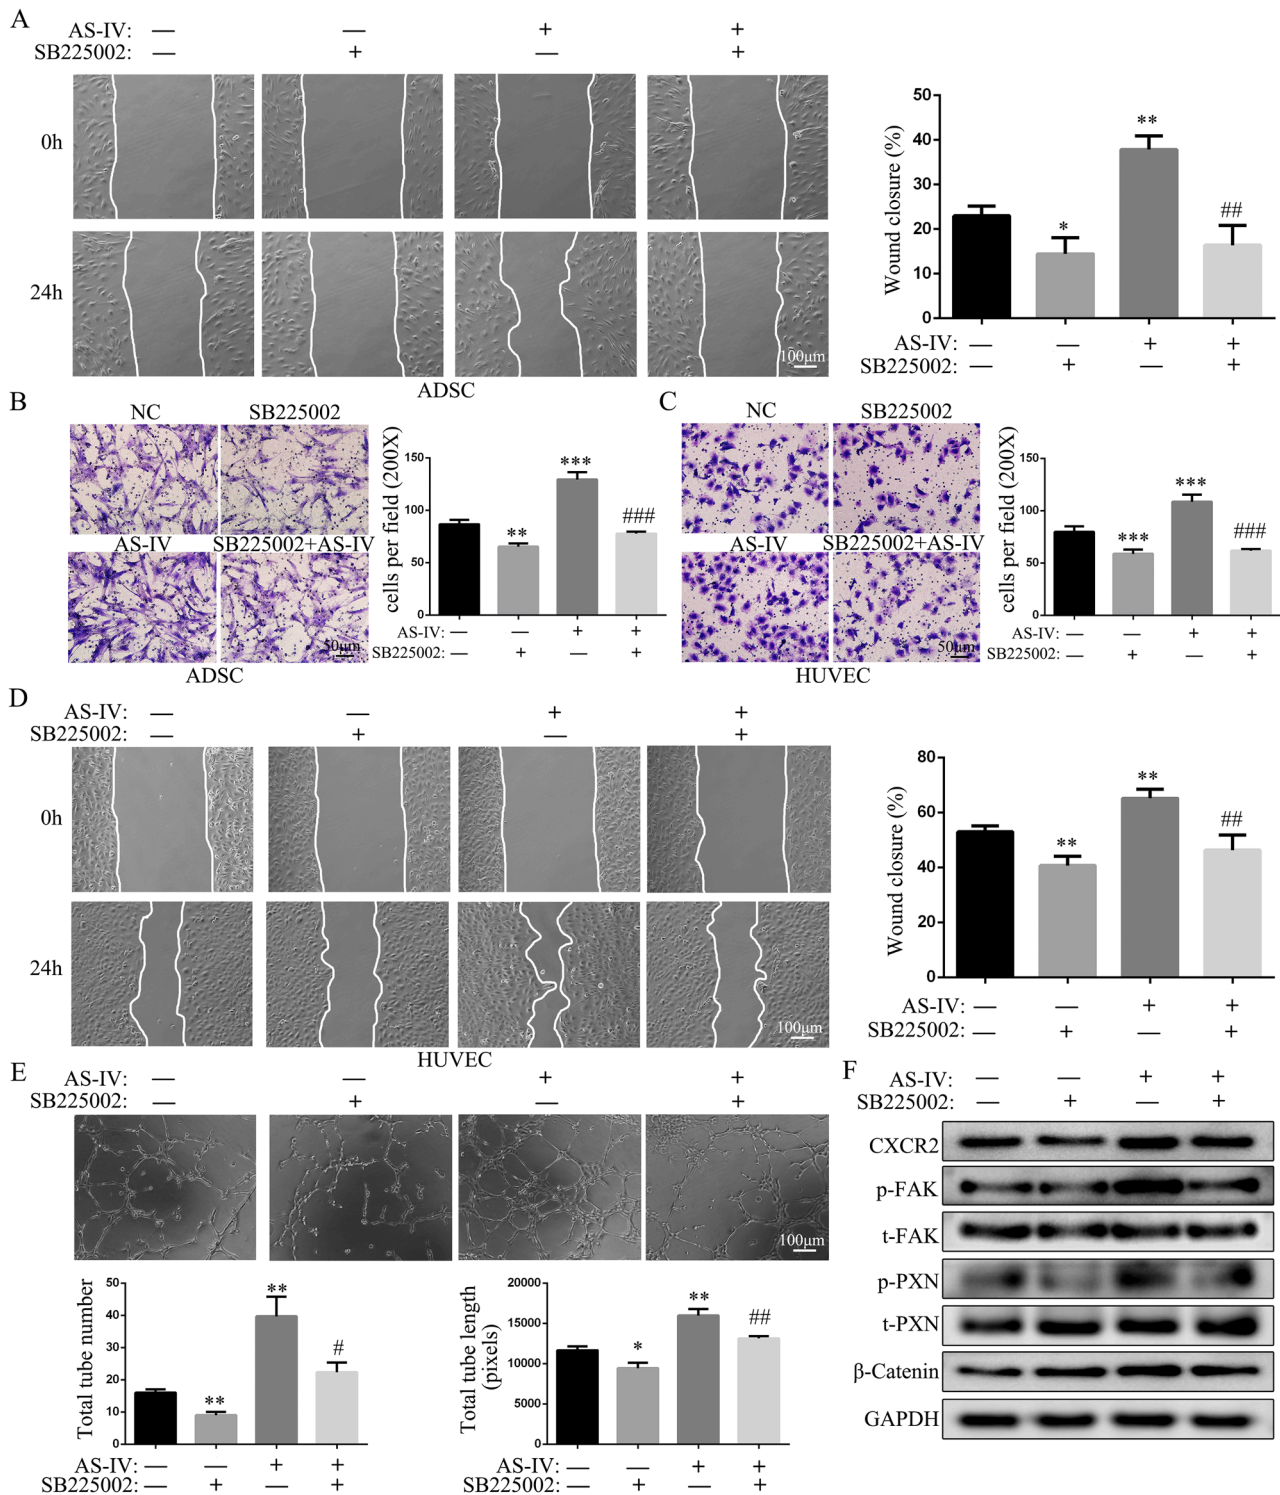 A
AS-IV: — — + +
SB225002: — + — +
0h
24h
100μm
ADSC
50
40
30
20
10
0
Wound closure (%)
** 
*
##
AS-IV: — — + +
SB225002: — + — +
B
NC SB225002
AS-IV SB225002+AS-IV
50μm
ADSC
cells per field (200X)
150
100
50
0
***
**
###
AS-IV: — — + +
SB225002: — + — +
C
NC SB225002
AS-IV SB225002+AS-IV
50μm
HUVEC
cells per field (200X)
150
100
50
0
***
***
###
AS-IV: — — + +
SB225002: — + — +
D
AS-IV: — — + +
SB225002: — + — +
0h
24h
100μm
HUVEC
Wound closure (%)
80
60
40
20
0
**
**
##
AS-IV: — — + +
SB225002: — + — +
E
AS-IV: — — + +
SB225002: — + — +
100μm
Total tube number
50
40
30
20
10
0
**
**
#
AS-IV: — — + +
SB225002: — + — +
Total tube length
(pixels)
20000
15000
10000
5000
0
**
*
##
AS-IV: — — + +
SB225002: — + — +
F
AS-IV: — — + +
SB225002: — + — +
CXCR2
p-FAK
t-FAK
p-PXN
t-PXN
β-Catenin
GAPDH